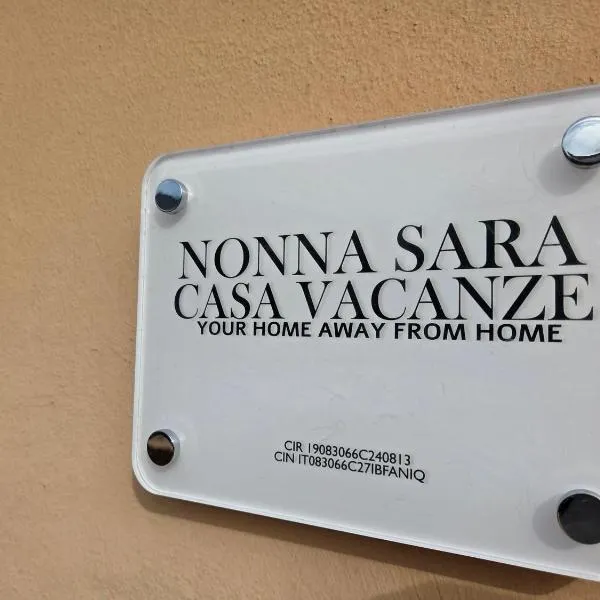 NONNA SARA
CASA VACANZE
YOUR HOME AWAY FROM HOME
CIR 19083066C240813
CIN IT083066C27IBFANIQ